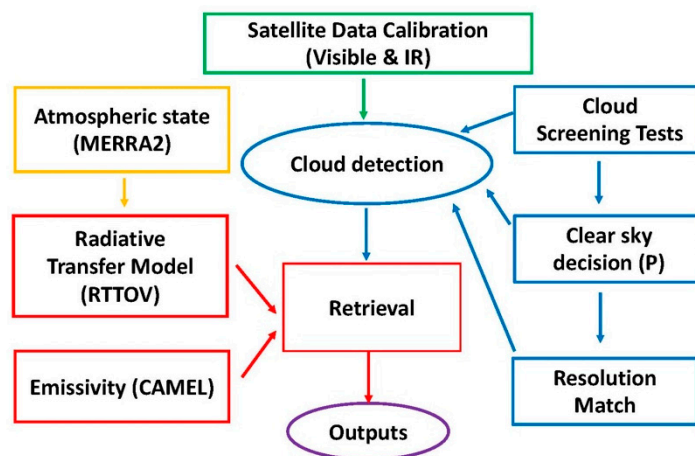 Satellite Data Calibration
(Visible & IR)
Atmospheric state
(MERRA2)
Cloud detection
Cloud
Screening Tests
Radiative
Transfer Model
(RTTOV)
Clear sky
decision (P)
Retrieval
Emissivity (CAMEL)
Resolution
Match
Outputs